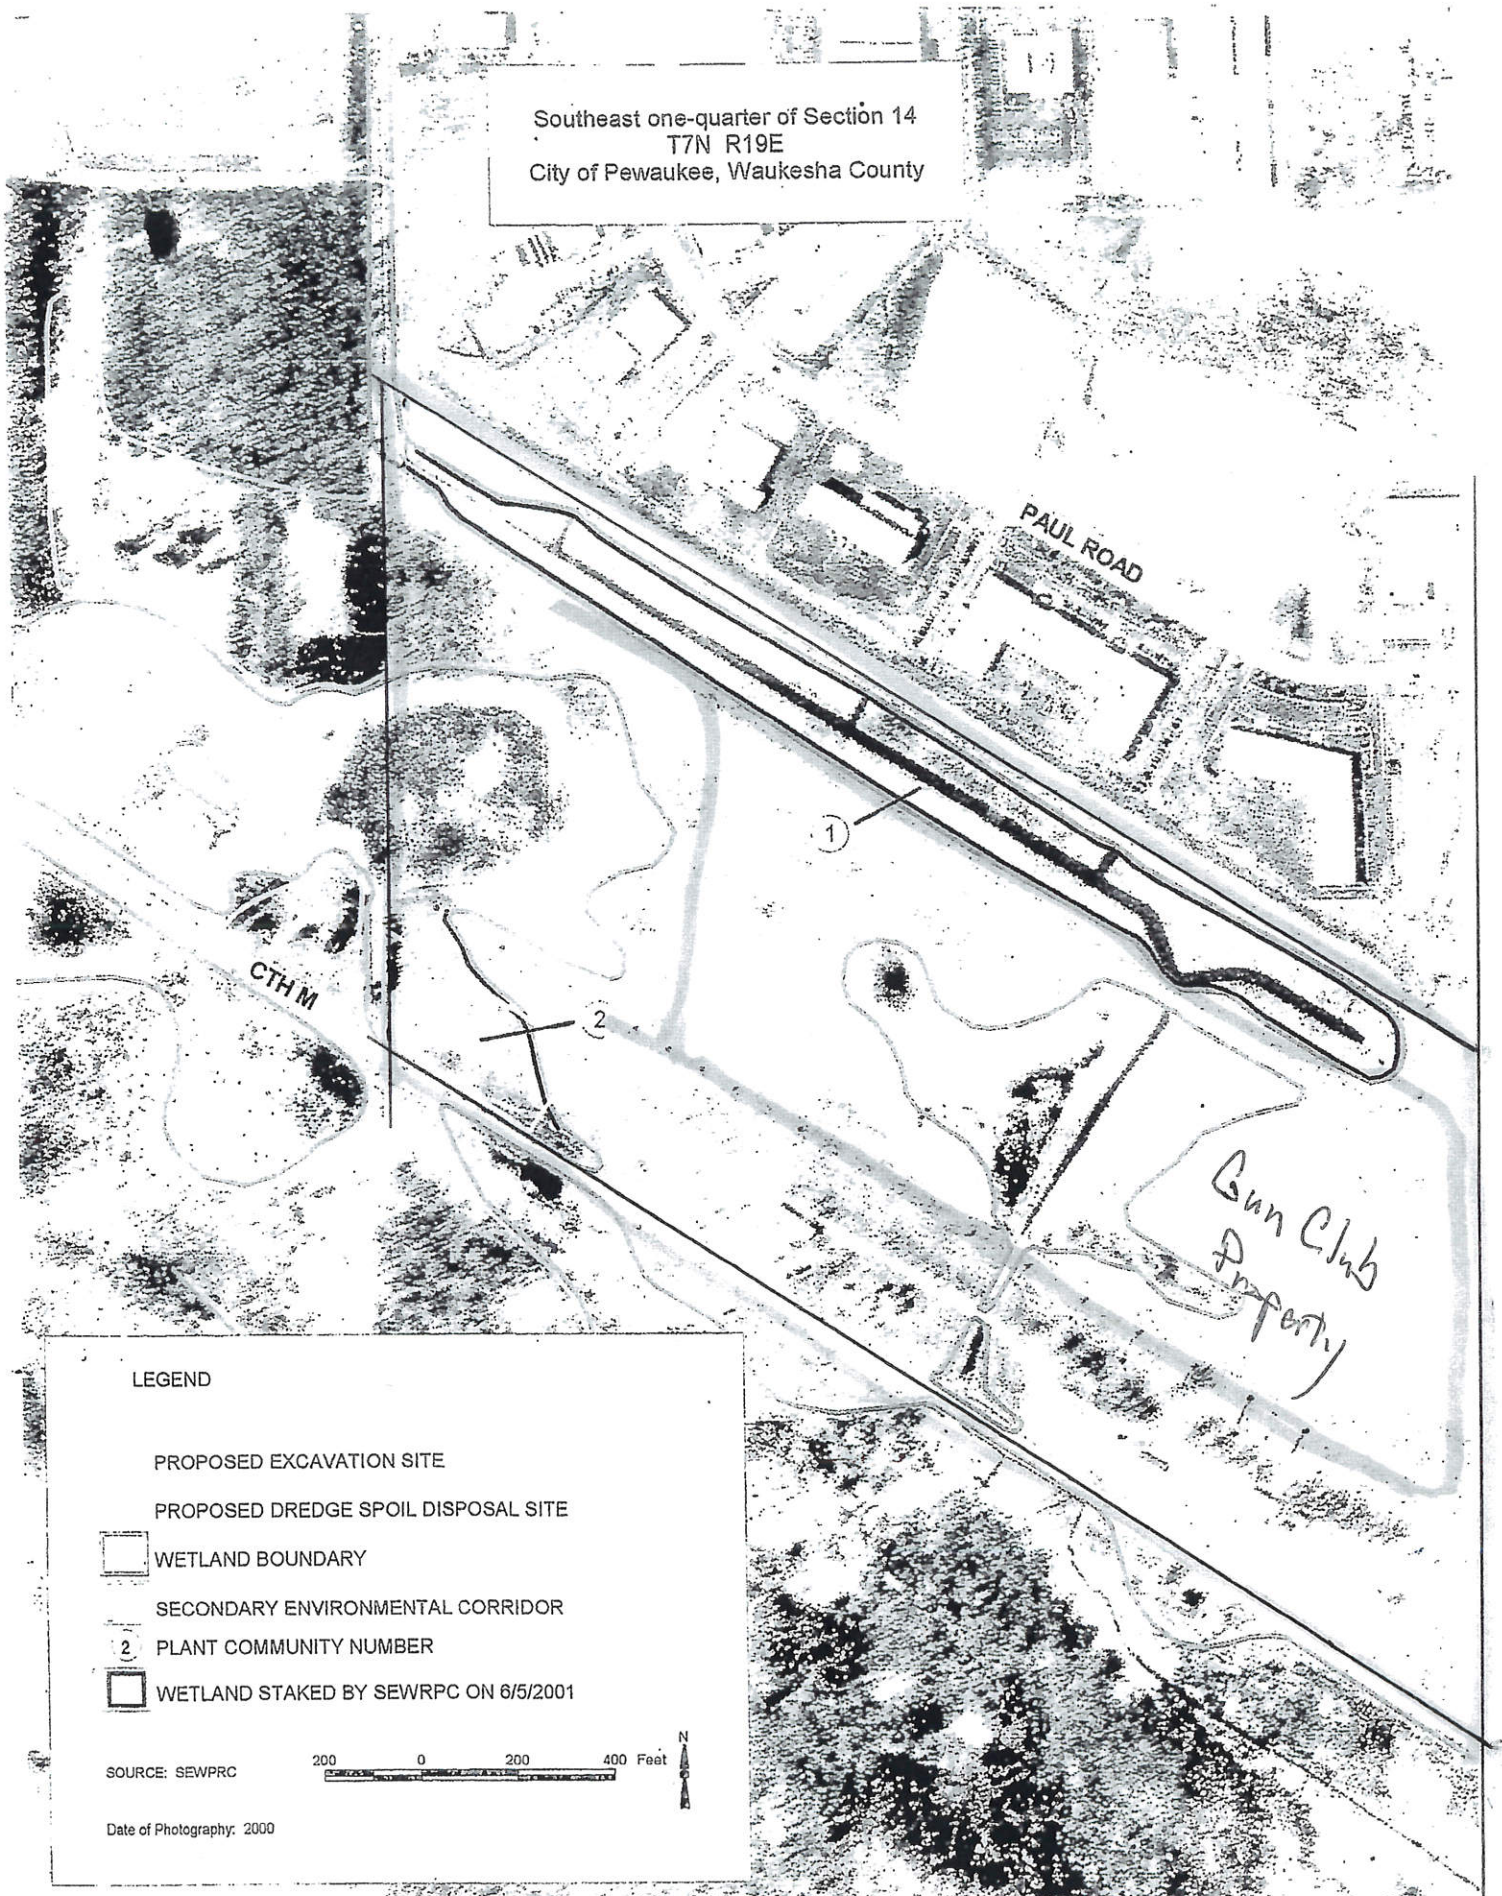 Southeast one-quarter of Section 14
T7N R19E
City of Pewaukee, Waukesha County
PAUL ROAD
1
CTH M
2
Gun Club
Property
LEGEND
PROPOSED EXCAVATION SITE
PROPOSED DREDGE SPOIL DISPOSAL SITE
WETLAND BOUNDARY
SECONDARY ENVIRONMENTAL CORRIDOR
2 PLANT COMMUNITY NUMBER
WETLAND STAKED BY SEWRPC ON 6/5/2001
N
200 0 200 400 Feet
SOURCE: SEWPRC
Date of Photography: 2000